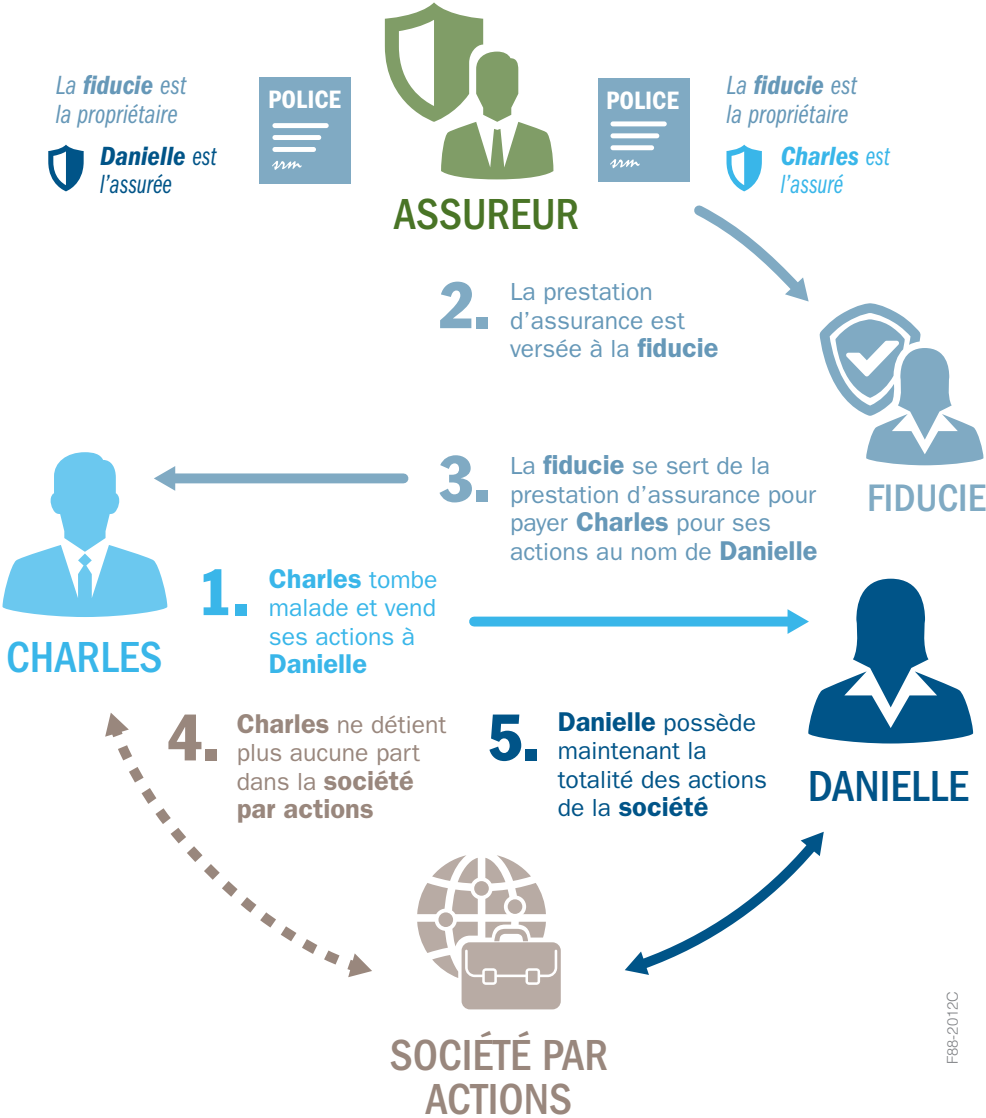 La fiducie est
la propriétaire
Danielle est
l'assurée
POLICE
ASSUREUR
POLICE
La fiducie est
la propriétaire
Charles est
l'assuré
2. La prestation
d'assurance est
versée à la fiducie
FIDUCIE
3. La fiducie se sert de la
prestation d'assurance pour
payer Charles pour ses
actions au nom de Danielle
CHARLES
1. Charles tombe
malade et vend
ses actions à
Danielle
DANIELLE
4. Charles ne détient
plus aucune part
dans la société
par actions
5. Danielle possède
maintenant la
totalité des actions
de la société
SOCIÉTÉ PAR
ACTIONS
F88-2012C